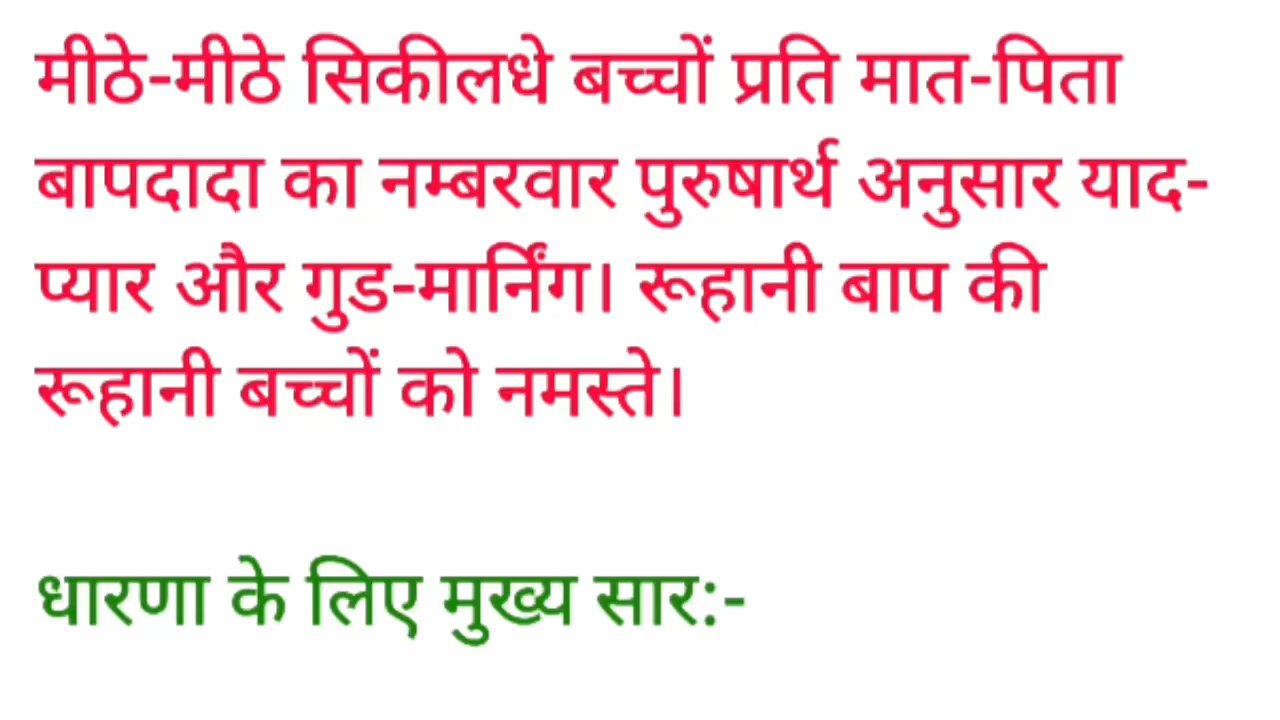 मीठे-मीठे सिकीलधे बच्चों प्रति मात-पिता
बापदादा का नम्बरवार पुरुषार्थ अनुसार याद-
प्यार और गुड-मार्निंग। रूहानी बाप की
रूहानी बच्चों को नमस्ते।
धारणा के लिए मुख्य सार:-